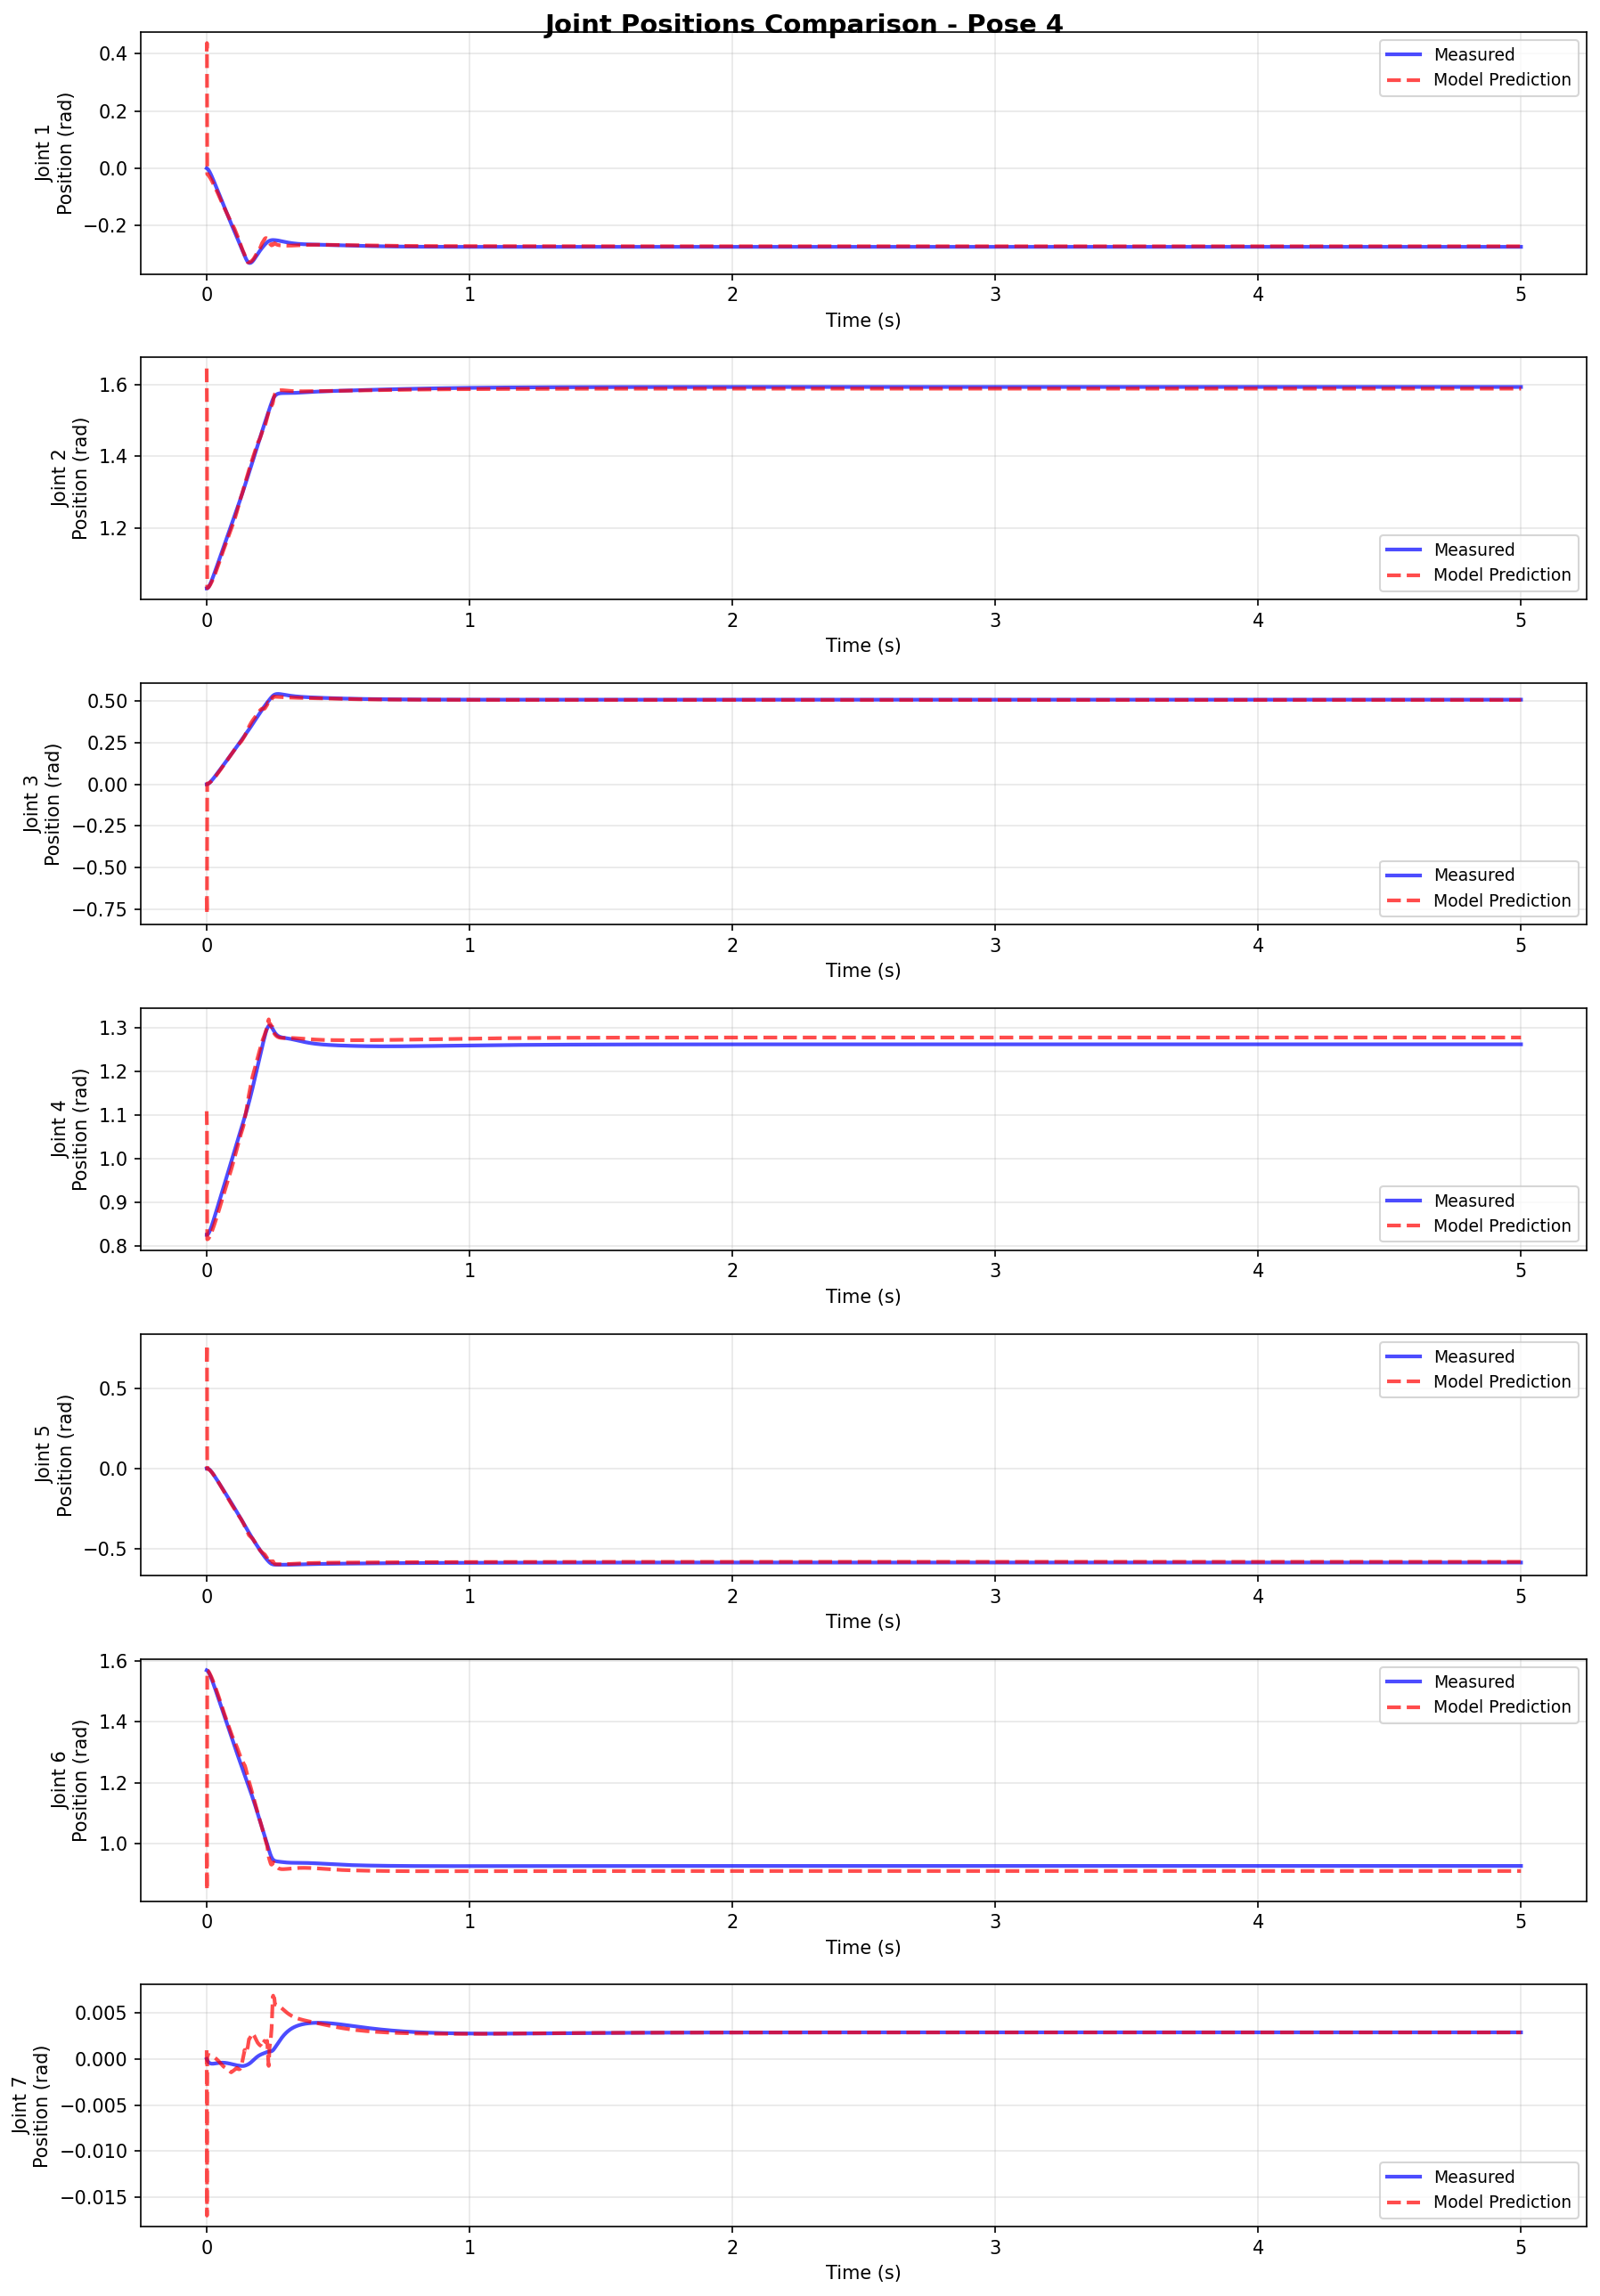 Joint Positions Comparison - Pose 4
Joint 1
Position (rad)
0.4
0.2
0.0
−0.2
Measured
Model Prediction
0 1 2 3 4 5
Time (s)
Joint 2
Position (rad)
1.6
1.4
1.2
Measured
Model Prediction
0 1 2 3 4 5
Time (s)
Joint 3
Position (rad)
0.50
0.25
0.00
−0.25
−0.50
−0.75
Measured
Model Prediction
0 1 2 3 4 5
Time (s)
Joint 4
Position (rad)
1.3
1.2
1.1
1.0
0.9
0.8
Measured
Model Prediction
0 1 2 3 4 5
Time (s)
Joint 5
Position (rad)
0.5
0.0
−0.5
Measured
Model Prediction
0 1 2 3 4 5
Time (s)
Joint 6
Position (rad)
1.6
1.4
1.2
1.0
Measured
Model Prediction
0 1 2 3 4 5
Time (s)
Joint 7
Position (rad)
0.005
0.000
−0.005
−0.010
−0.015
Measured
Model Prediction
0 1 2 3 4 5
Time (s)